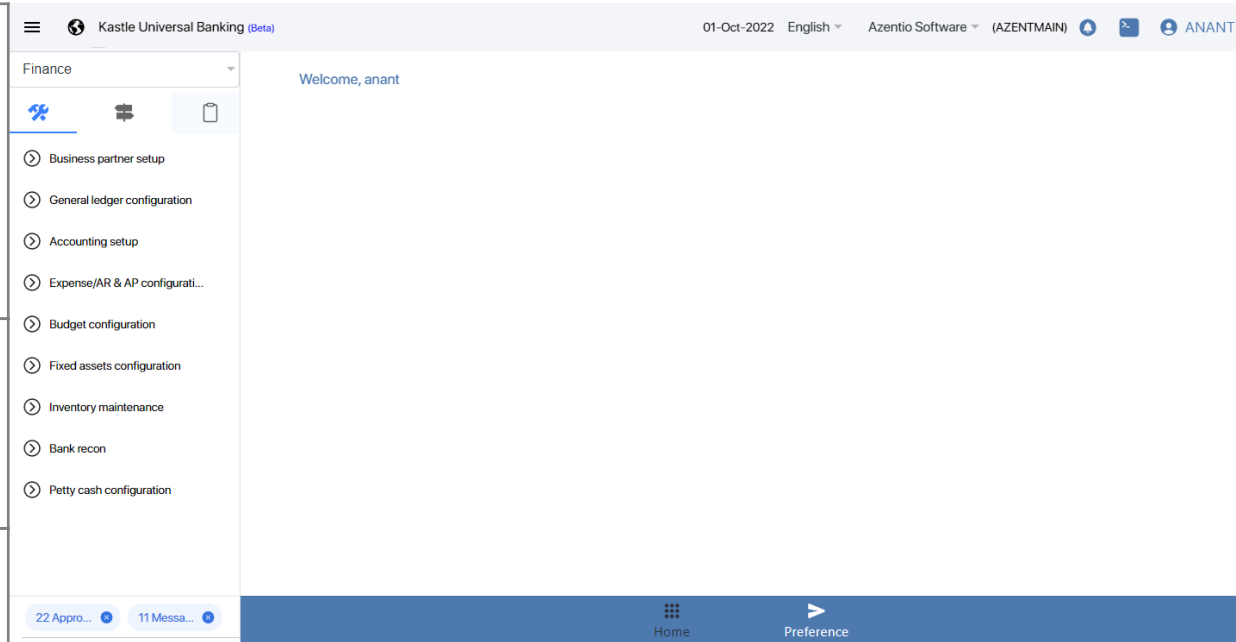 Kastle Universal Banking (Beta)
01-Oct-2022 English Azentio Software (AZENTMAIN) ANANT
Finance
Welcome, anant
Business partner setup
General ledger configuration
Accounting setup
Expense/AR & AP configurati...
Budget configuration
Fixed assets configuration
Inventory maintenance
Bank recon
Petty cash configuration
22 Appro... 11 Messa...
Home Preference